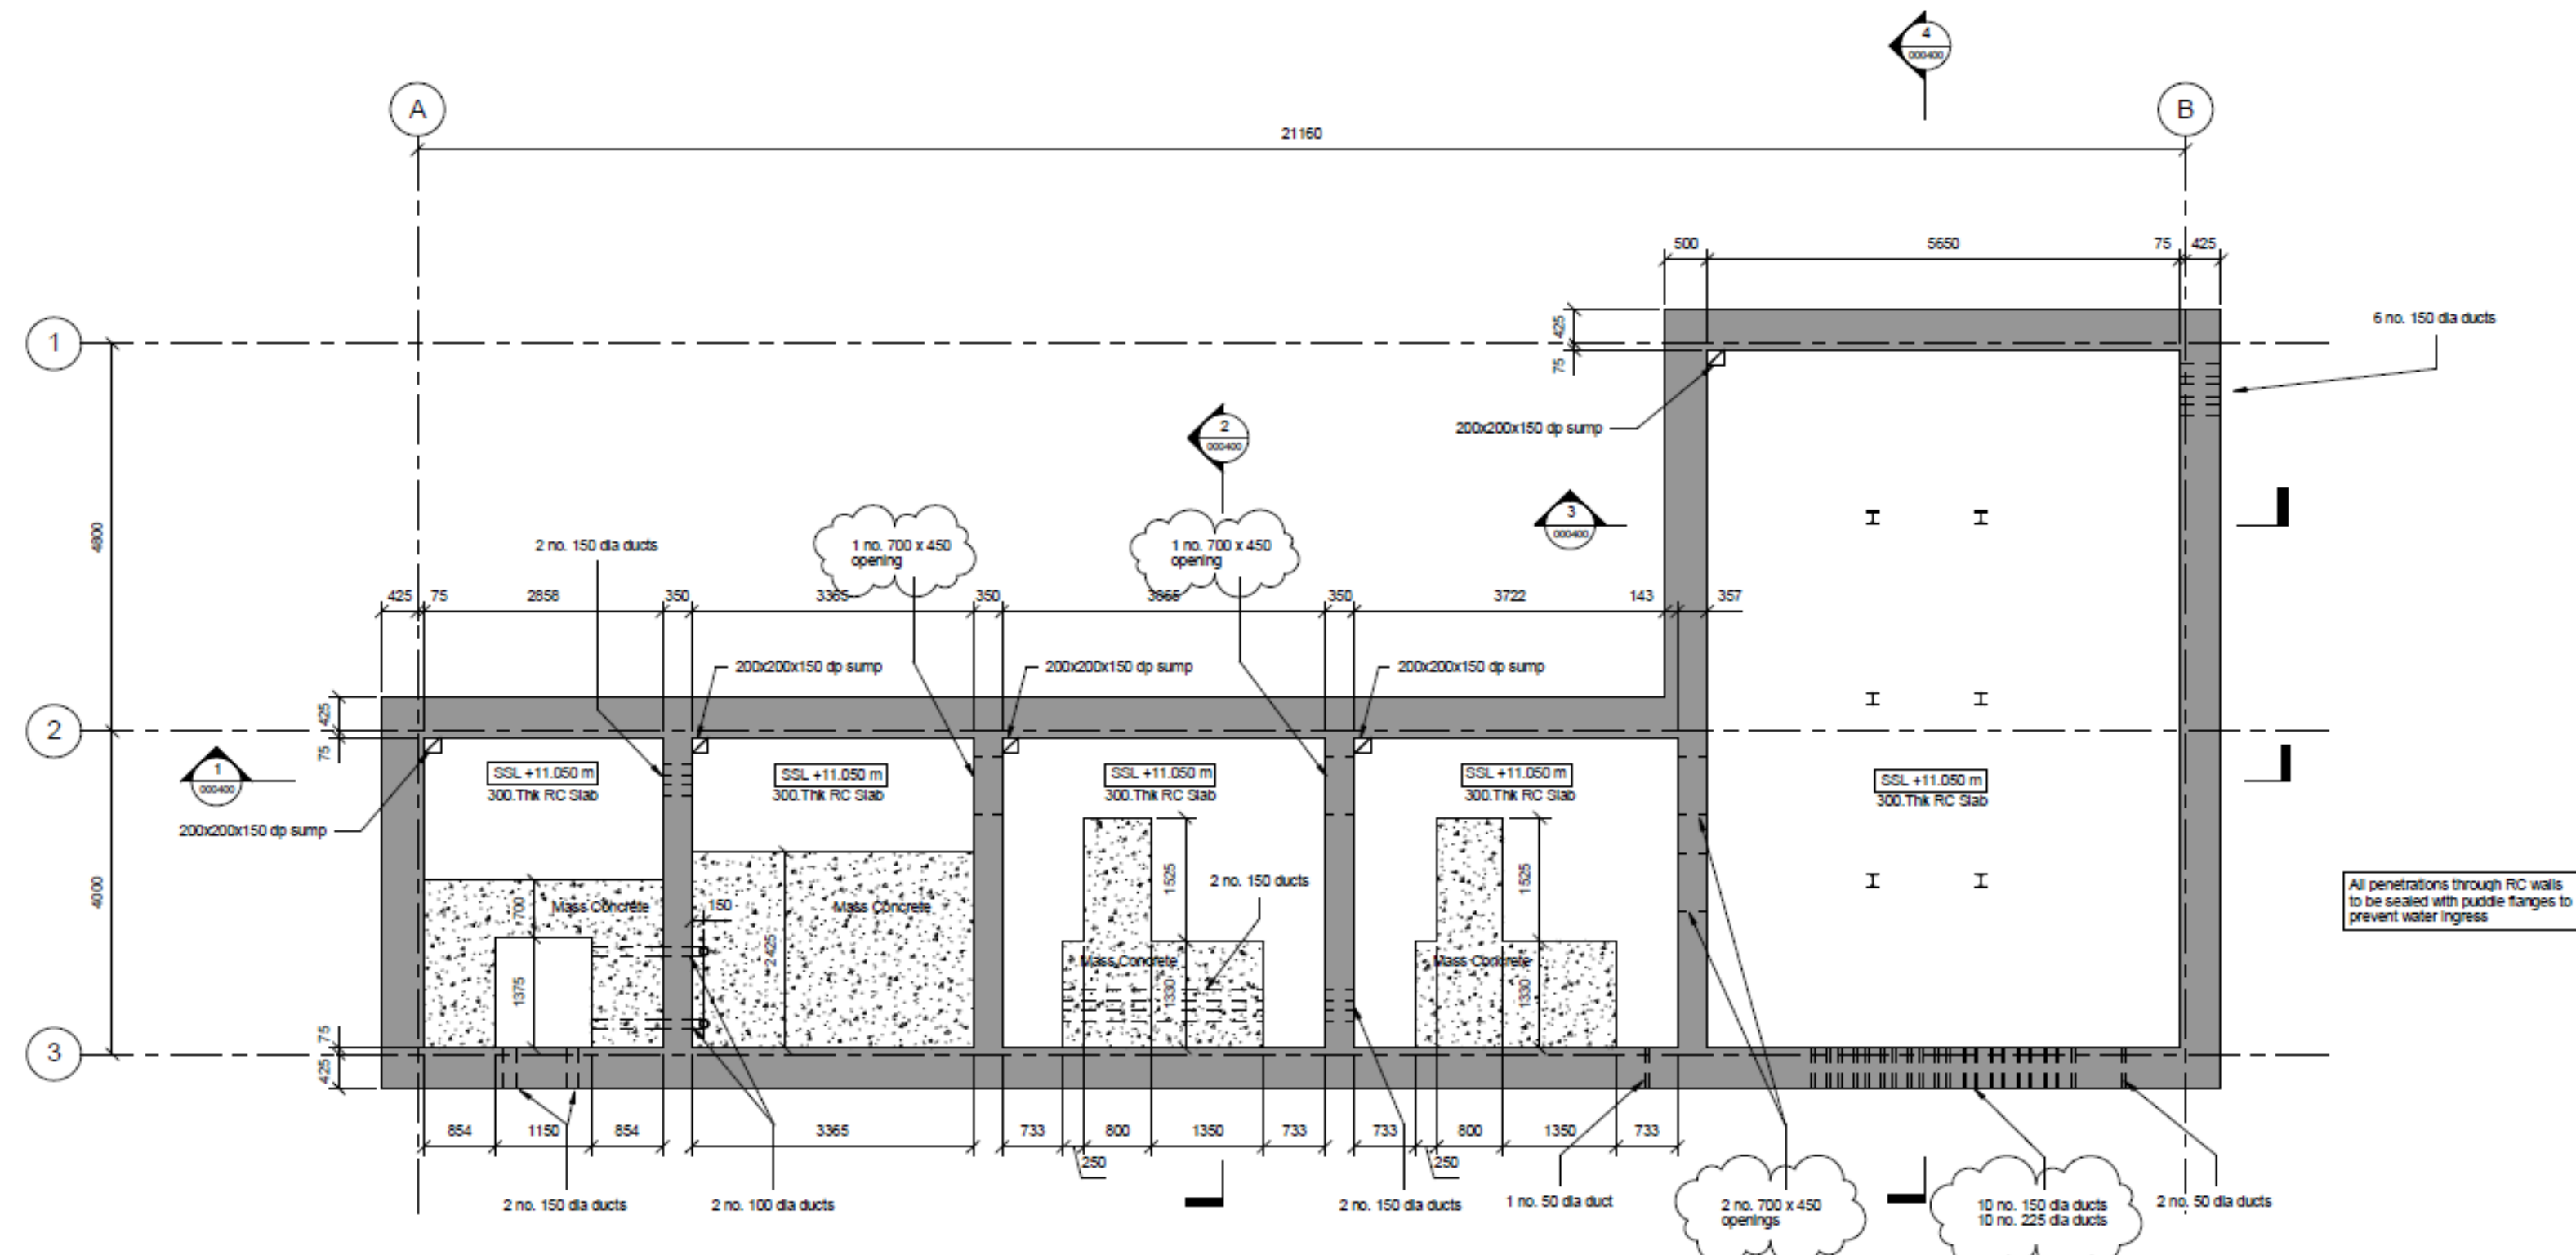 4
000400
A
B
21160
500
5650
75
425
1
425
75
6 no. 150 dia ducts
200x200x150 dp sump
2
000400
3
000400
4800
2 no. 150 dia ducts
1 no. 700 x 450
opening
1 no. 700 x 450
opening
425
75
2858
350
3365
350
3865
350
3722
143
357
200x200x150 dp sump
200x200x150 dp sump
200x200x150 dp sump
2
425
75
1
000400
SSL +11.050 m
300.Thk RC Slab
SSL +11.050 m
300.Thk RC Slab
SSL +11.050 m
300.Thk RC Slab
SSL +11.050 m
300.Thk RC Slab
SSL +11.050 m
300.Thk RC Slab
200x200x150 dp sump
4000
700
Mass Concrete
150
Mass Concrete
2425
1375
1525
2 no. 150 ducts
Mass Concrete
1330
1525
Mass Concrete
1330
All penetrations through RC walls
to be sealed with puddle flanges to
prevent water ingress
3
75
425
854
1150
854
3365
733
800
1350
733
250
733
800
1350
733
250
2 no. 150 dia ducts
2 no. 100 dia ducts
2 no. 150 dia ducts
1 no. 50 dia duct
2 no. 700 x 450
openings
10 no. 150 dia ducts
10 no. 225 dia ducts
2 no. 50 dia ducts